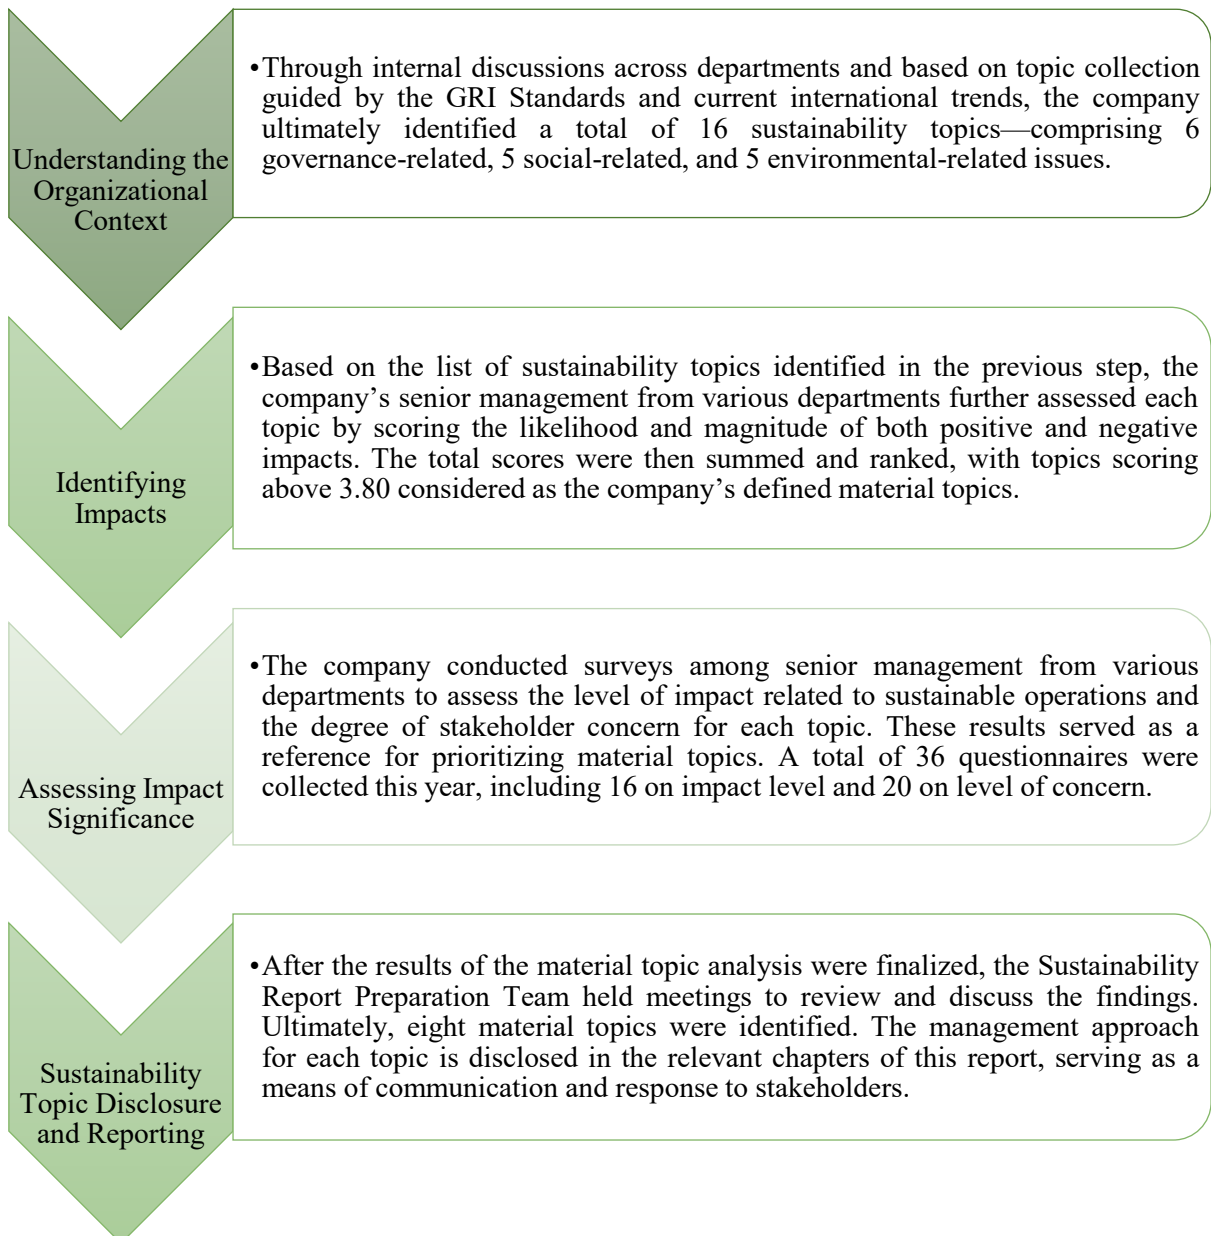 Understanding the
Organizational
Context
•Through internal discussions across departments and based on topic collection
guided by the GRI Standards and current international trends, the company
ultimately identified a total of 16 sustainability topics—comprising 6
governance-related, 5 social-related, and 5 environmental-related issues.
Identifying
Impacts
•Based on the list of sustainability topics identified in the previous step, the
company’s senior management from various departments further assessed each
topic by scoring the likelihood and magnitude of both positive and negative
impacts. The total scores were then summed and ranked, with topics scoring
above 3.80 considered as the company’s defined material topics.
Assessing Impact
Significance
•The company conducted surveys among senior management from various
departments to assess the level of impact related to sustainable operations and
the degree of stakeholder concern for each topic. These results served as a
reference for prioritizing material topics. A total of 36 questionnaires were
collected this year, including 16 on impact level and 20 on level of concern.
Sustainability
Topic Disclosure
and Reporting
•After the results of the material topic analysis were finalized, the Sustainability
Report Preparation Team held meetings to review and discuss the findings.
Ultimately, eight material topics were identified. The management approach
for each topic is disclosed in the relevant chapters of this report, serving as a
means of communication and response to stakeholders.